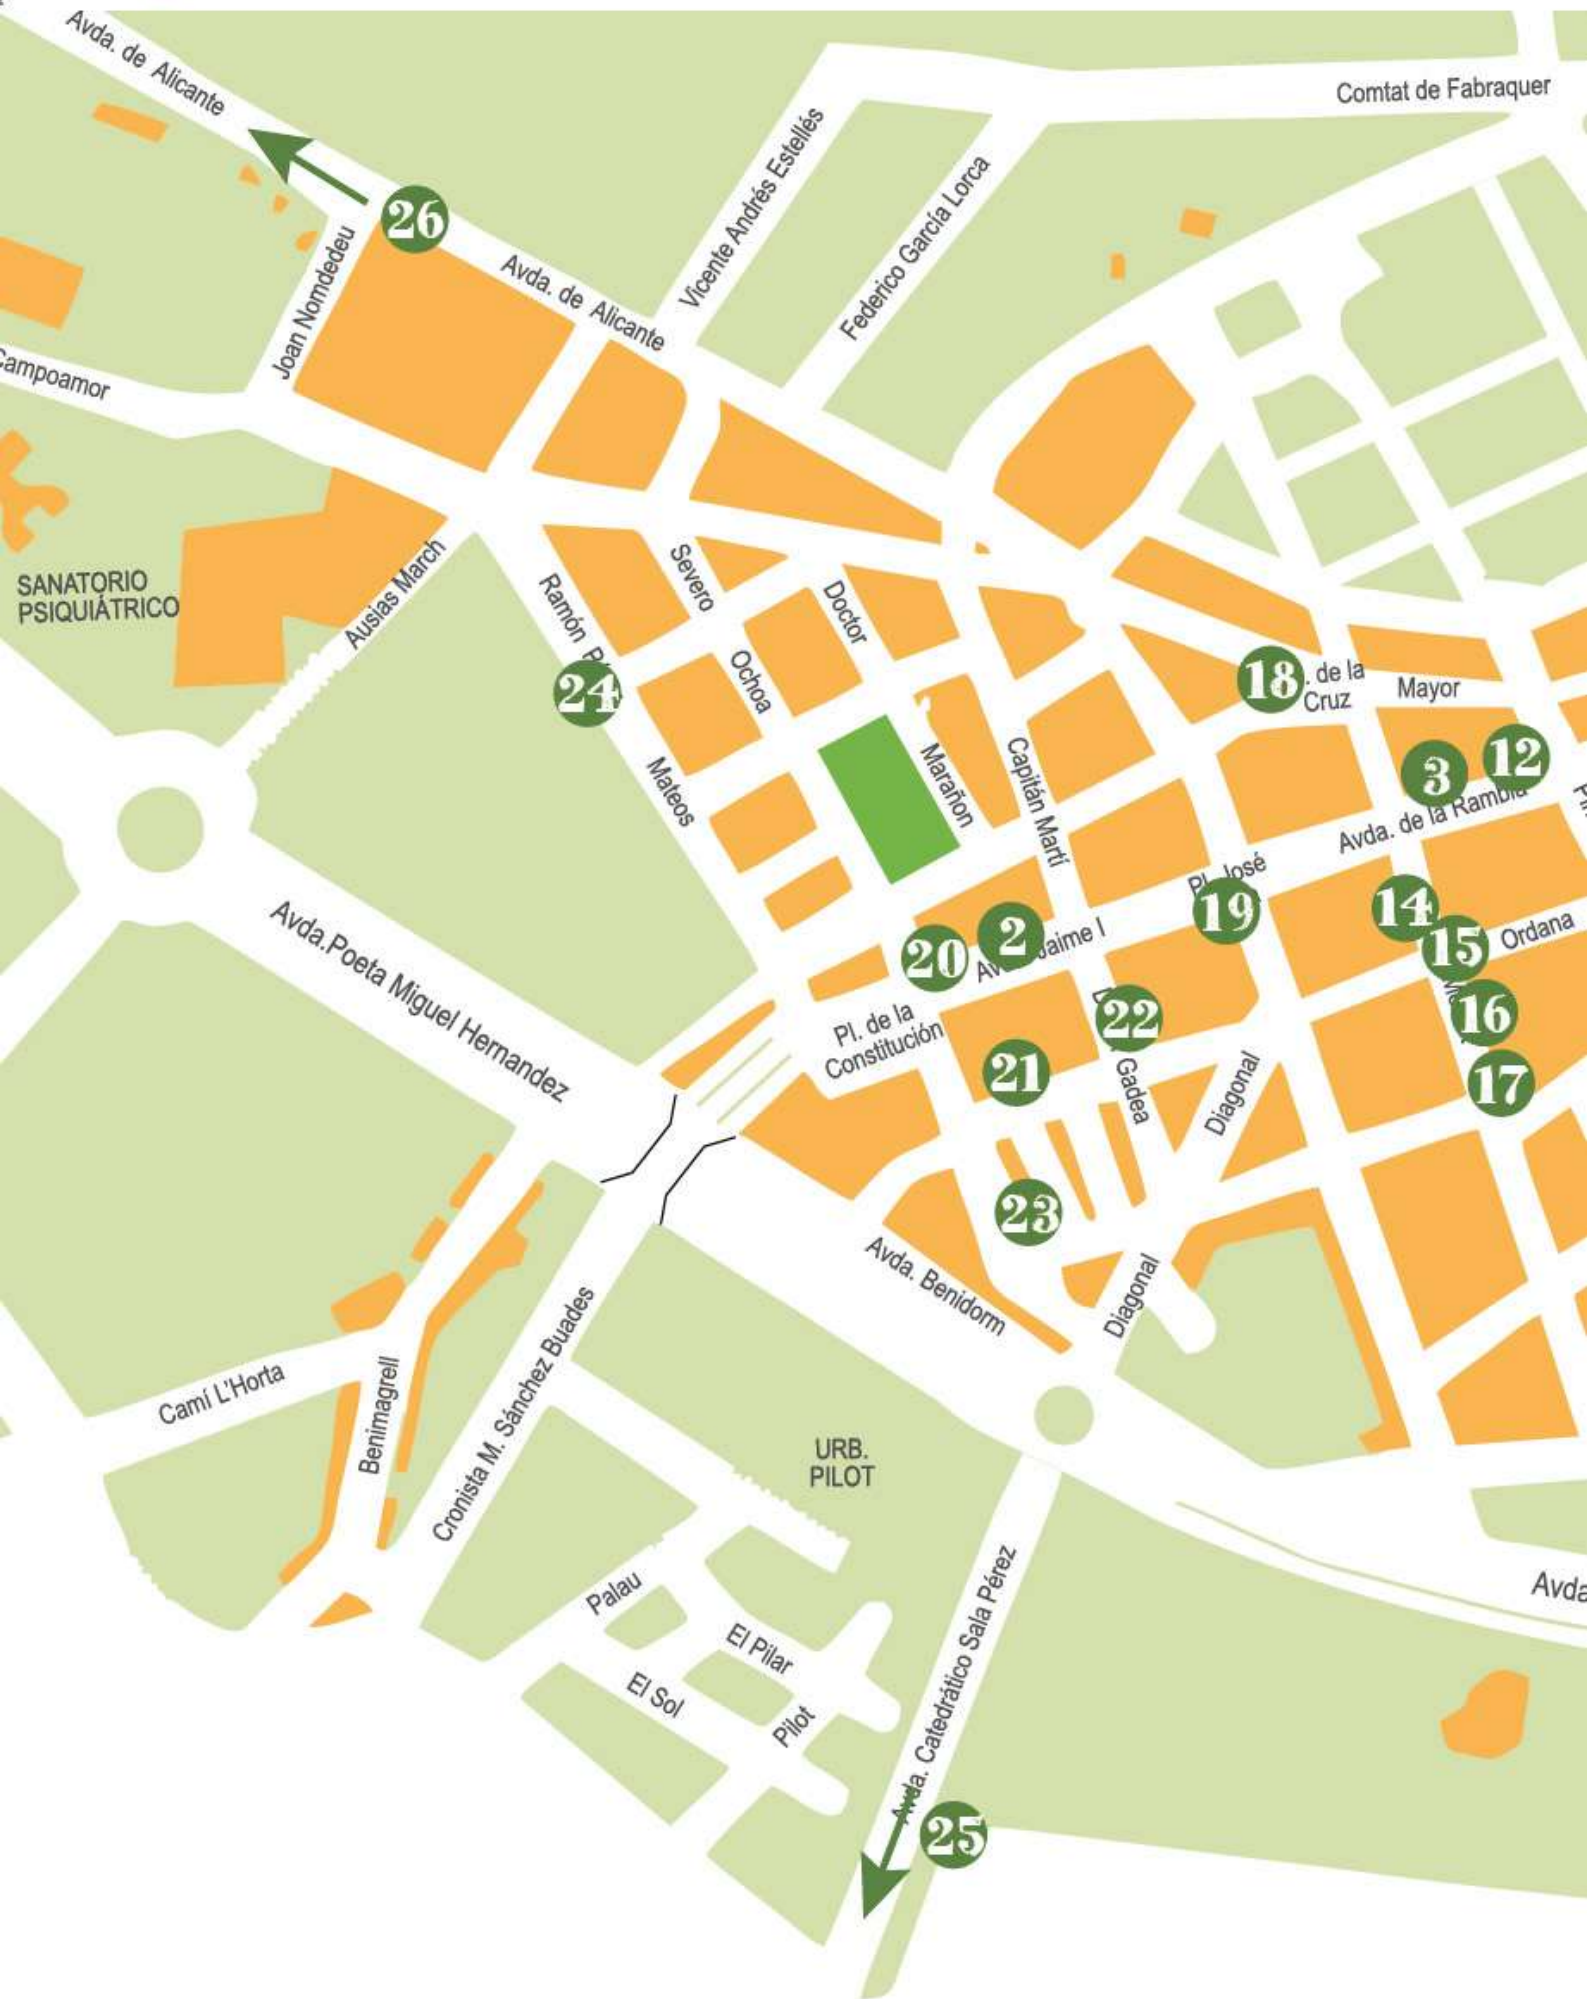 Avda. de Alicante
Comtat de Fabraquer
Vicente Andrés Estellés
Federico García Lorca
26
Joan Nomdedeu
Avda. de Alicante
Campoamor
SANATORIO
PSIQUIÁTRICO
Ausias March
Ramón
Severo
Ochoa
Doctor
24
18
. de la
Cruz
Mayor
Mateos
Marañon
Capitán Martí
3
12
Avda. de la Rambla
Pl. José
19
14
15
Ordana
20
2
Jaime I
Avda.Poeta Miguel Hernandez
Pl. de la
Constitución
22
16
21
Gadea
Diagonal
17
23
Avda. Benidorm
Diagonal
Camí L'Horta
Benimagrell
Cronista M. Sánchez Buades
URB.
PILOT
Palau
El Pilar
El Sol
Pilot
Avda. Catedrático Sala Pérez
Avda
25